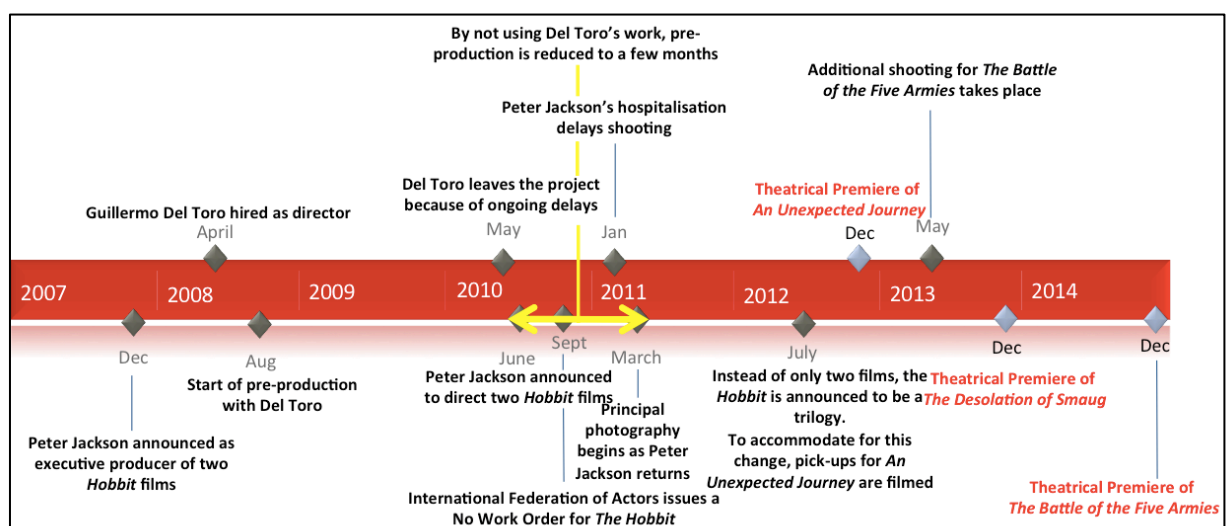 By not using Del Toro's work, pre-
production is reduced to a few
months
Additional shooting for The Battle
of the Five Armies takes place
Peter Jackson's hospitalisation
delays shooting
Del Toro leaves the project
because of ongoing delays
Theatrical Premiere of
An Unexpected Journey
Guillermo Del Toro hired as director
April
May
Jan
Dec
May
2007
2008
2009
2010
2011
2012
2013
2014
Dec
Aug
June
Sept
March
July
Dec
Dec
Start of pre-production
with Del Toro
Peter Jackson announced
to direct two Hobbit films
Instead of only two films, the
Hobbit is announced to be a
trilogy.
To accommodate for this
change, pick-ups for An
Unexpected Journey are filmed
Theatrical Premiere of
The Desolation of Smaug
Principal
photography
begins as Peter
Jackson returns
Peter Jackson announced as
executive producer of two
Hobbit films
International Federation of Actors issues a
No Work Order for The Hobbit
Theatrical Premiere of
The Battle of the Five Armies